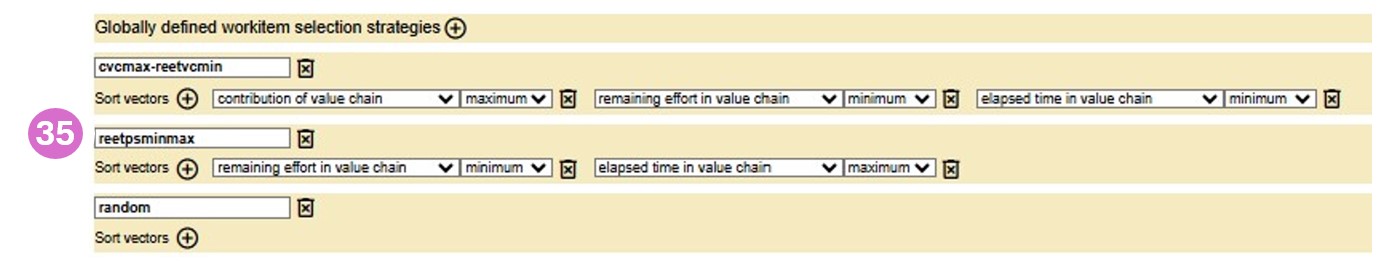 Globally defined workitem selection strategies
cvcmax-reetvcmin
Sort vectors contribution of value chain maximum remaining effort in value chain minimum elapsed time in value chain minimum
35
reetpsminmax
Sort vectors remaining effort in value chain minimum elapsed time in value chain maximum
random
Sort vectors